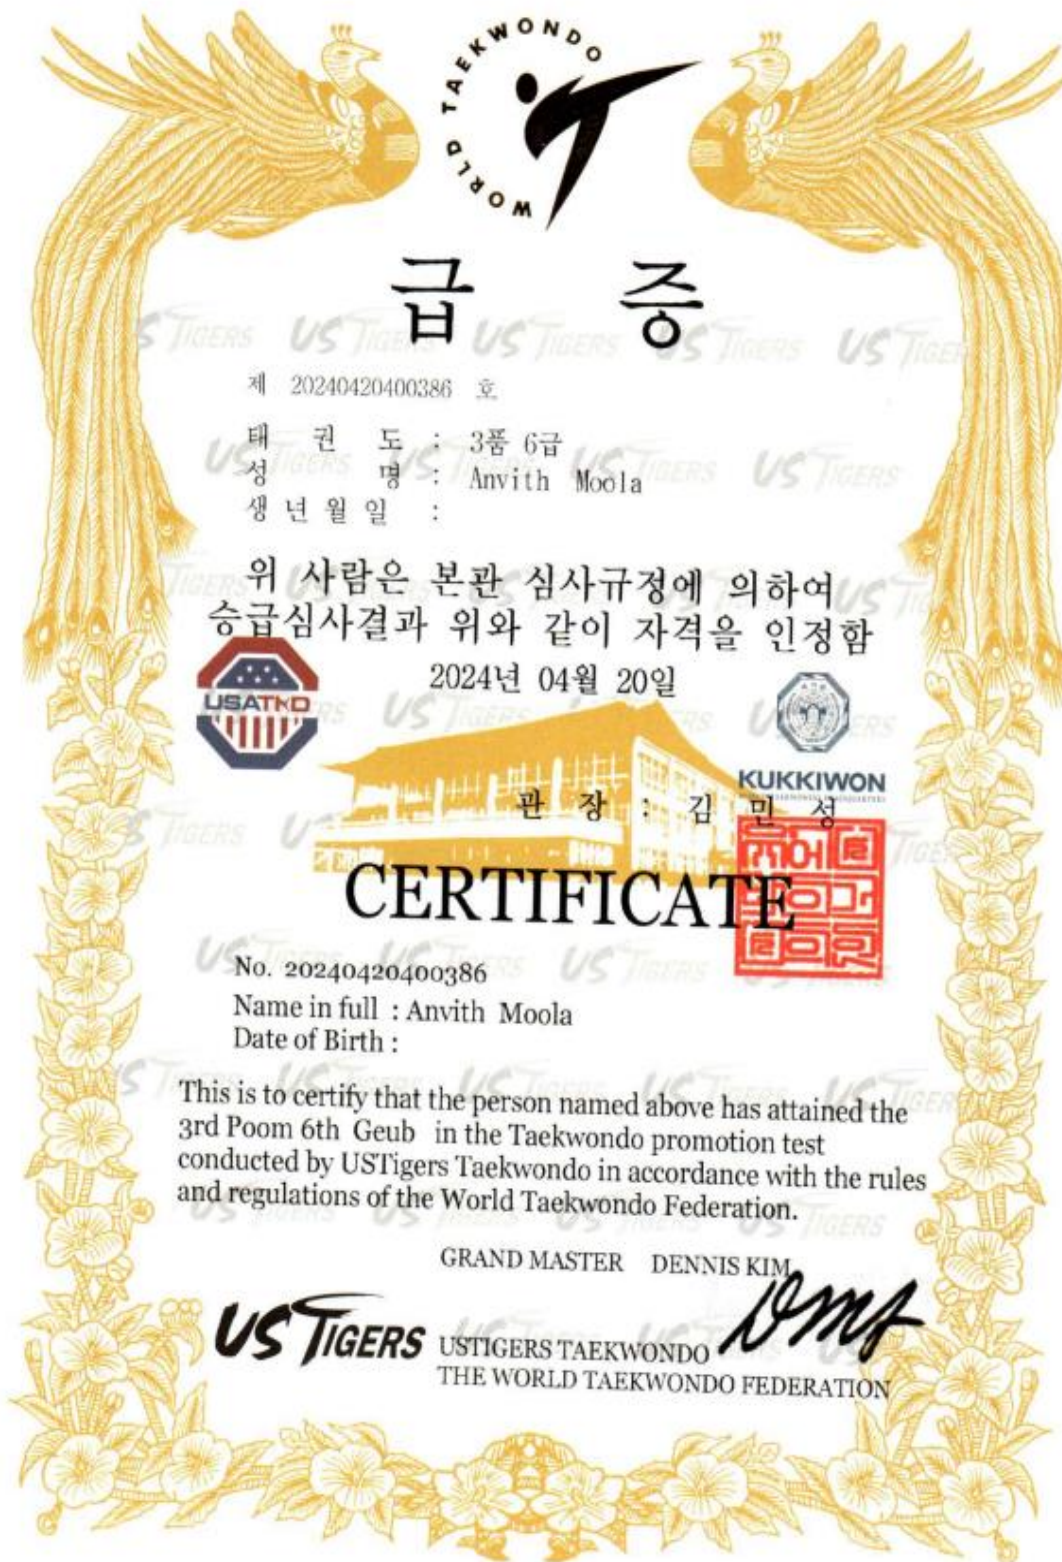 WORLD TAEKWONDO
급 증
제 20240420400386 호
태 권 도 : 3품 6급
성 명 : Anvith Moola
생 년 월 일 :
위 사람은 본관 심사규정에 의하여
승급심사결과 위와 같이 자격을 인정함
2024년 04월 20일
USATKD
KUKKIWON
관 장 : 김 민 성
CERTIFICATE
No. 20240420400386
Name in full : Anvith Moola
Date of Birth :
This is to certify that the person named above has attained the
3rd Poom 6th Geub in the Taekwondo promotion test
conducted by USTigers Taekwondo in accordance with the rules
and regulations of the World Taekwondo Federation.
GRAND MASTER DENNIS KIM
US TIGERS
USTIGERS TAEKWONDO
THE WORLD TAEKWONDO FEDERATION